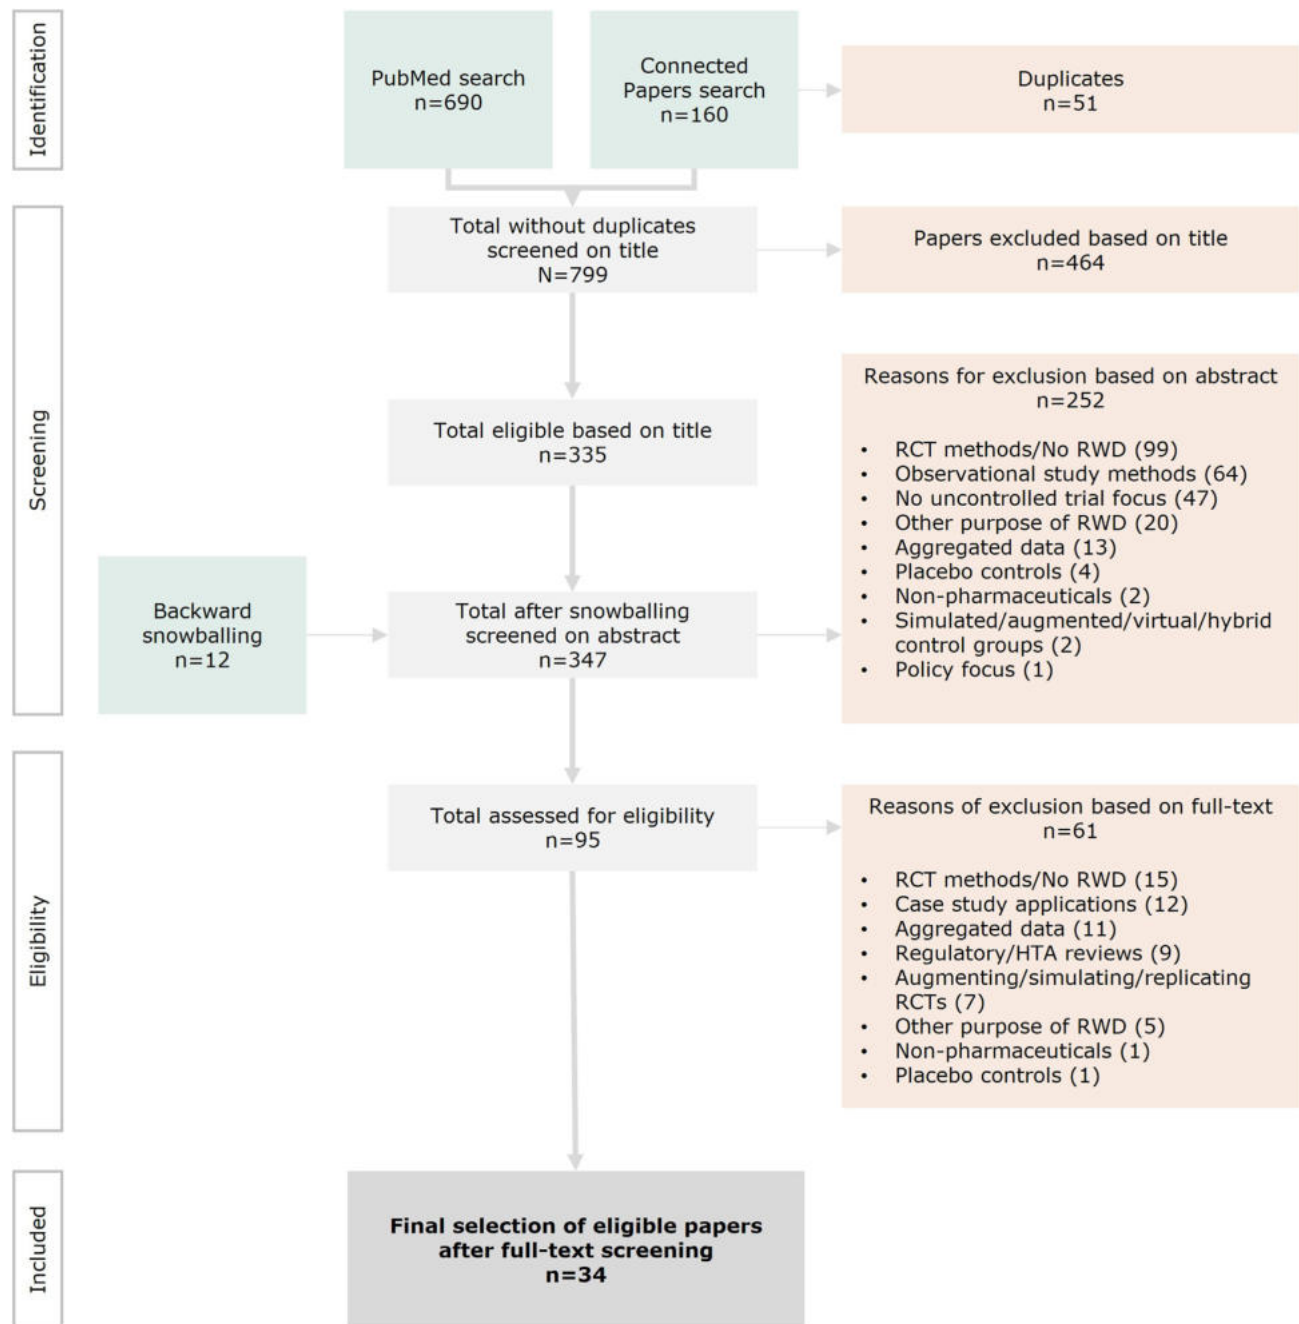 Identification
PubMed search
n=690
Connected
Papers search
n=160
Duplicates
n=51
Screening
Total without duplicates
screened on title
N=799
Papers excluded based on title
n=464
Total eligible based on title
n=335
Reasons for exclusion based on abstract
n=252
• RCT methods/No RWD (99)
• Observational study methods (64)
• No uncontrolled trial focus (47)
• Other purpose of RWD (20)
• Aggregated data (13)
• Placebo controls (4)
• Non-pharmaceuticals (2)
• Simulated/augmented/virtual/hybrid
control groups (2)
• Policy focus (1)
Backward
snowballing
n=12
Total after snowballing
screened on abstract
n=347
Eligibility
Total assessed for eligibility
n=95
Reasons of exclusion based on full-text
n=61
• RCT methods/No RWD (15)
• Case study applications (12)
• Aggregated data (11)
• Regulatory/HTA reviews (9)
• Augmenting/simulating/replicating
RCTs (7)
• Other purpose of RWD (5)
• Non-pharmaceuticals (1)
• Placebo controls (1)
Included
Final selection of eligible papers
after full-text screening
n=34